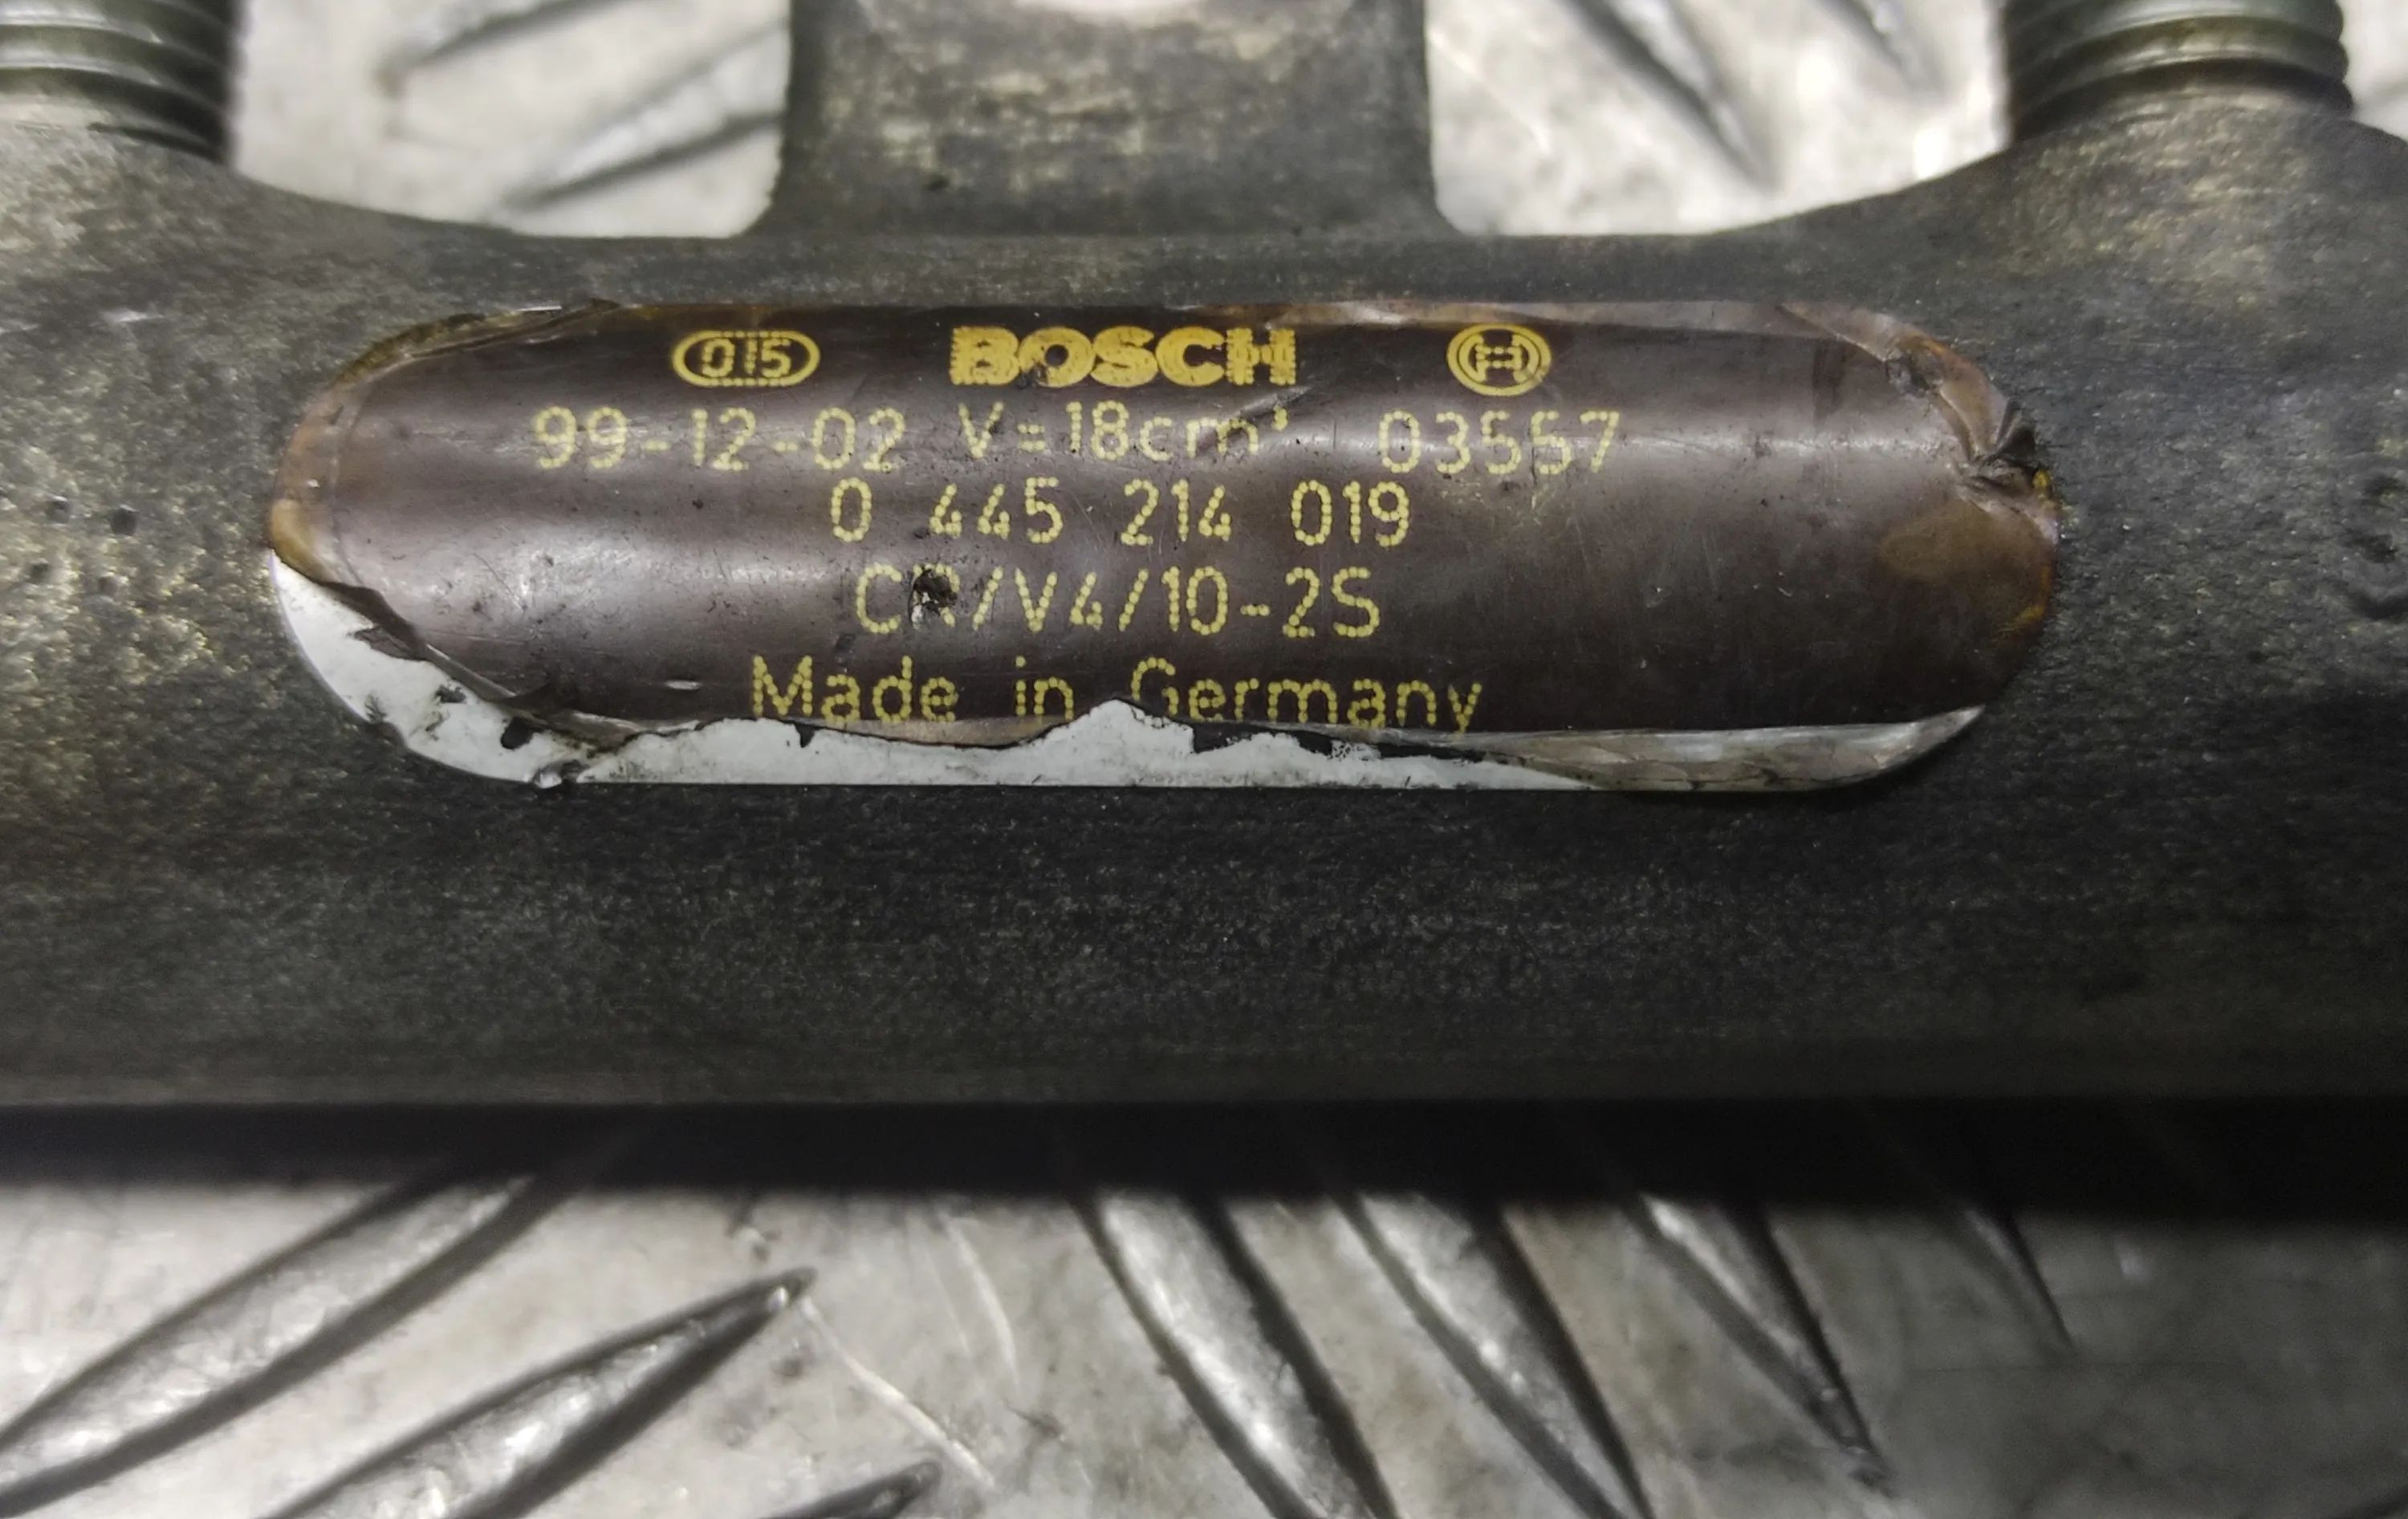 015 BOSCH
99-12-02 V=18cm³ 03557
0 445 214 019
CR/V4/10-2S
Made in Germany